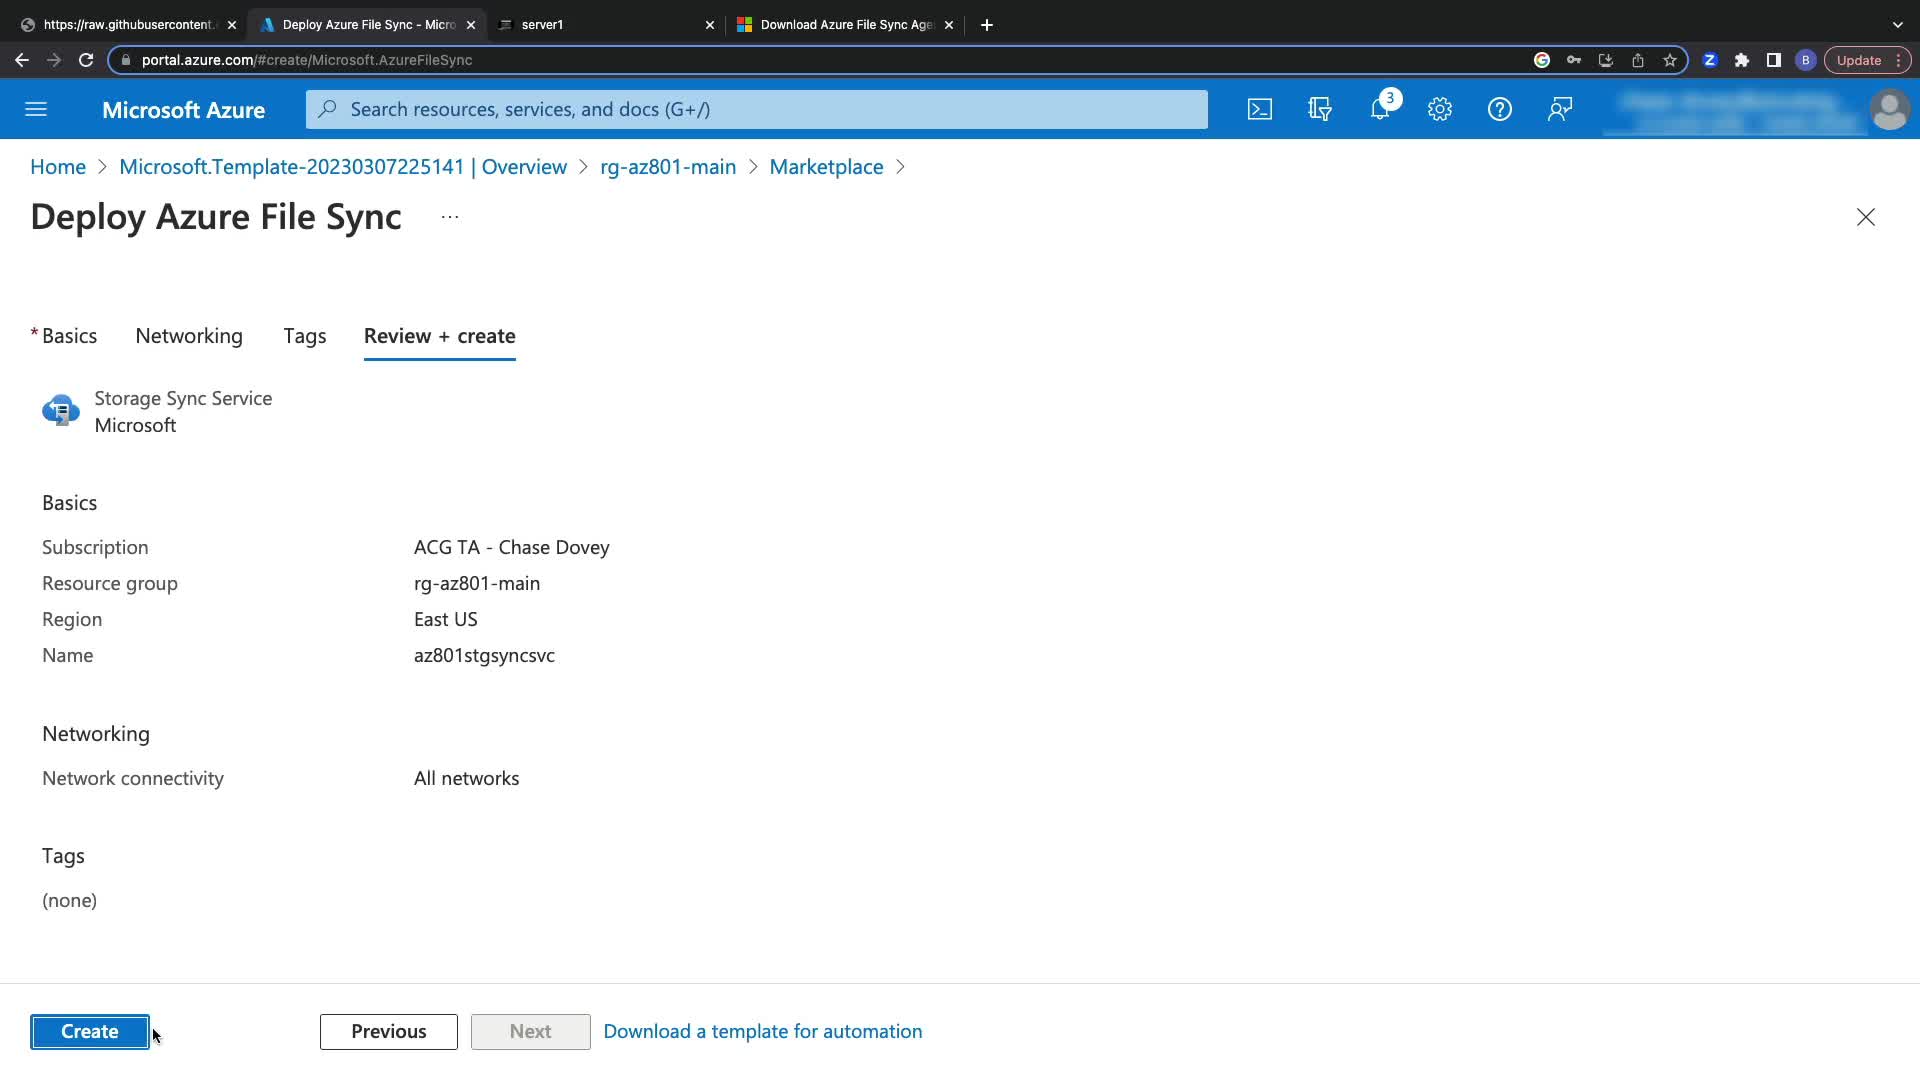 https://raw.githubusercontent.
Deploy Azure File Sync - Micro
server1
Download Azure File Sync Age
portal.azure.com/#create/Microsoft.AzureFileSync
Z
B
Update
Microsoft Azure
Search resources, services, and docs (G+/)
3
Home > Microsoft.Template-20230307225141 | Overview > rg-az801-main > Marketplace >
Deploy Azure File Sync ...
* Basics
Networking
Tags
Review + create
Storage Sync Service
Microsoft
Basics
Subscription ACG TA - Chase Dovey
Resource group rg-az801-main
Region East US
Name az801stgsyncsvc
Networking
Network connectivity All networks
Tags
(none)
Create
Previous
Next
Download a template for automation